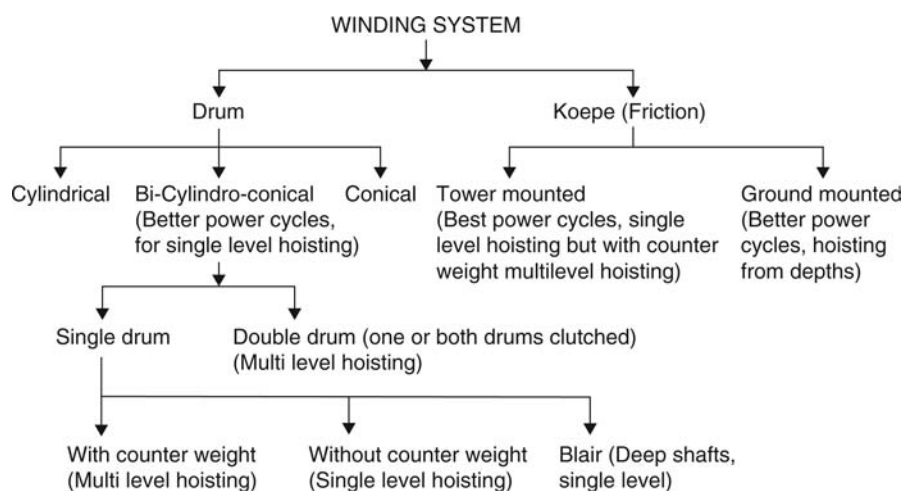 WINDING SYSTEM
Drum
Koepe (Friction)
Cylindrical
Bi-Cylindro-conical
(Better power cycles,
for single level hoisting)
Conical
Tower mounted
(Best power cycles, single
level hoisting but with counter
weight multilevel hoisting)
Ground mounted
(Better power
cycles, hoisting
from depths)
Single drum
Double drum (one or both drums clutched)
(Multi level hoisting)
With counter weight
(Multi level hoisting)
Without counter weight
(Single level hoisting)
Blair (Deep shafts,
single level)